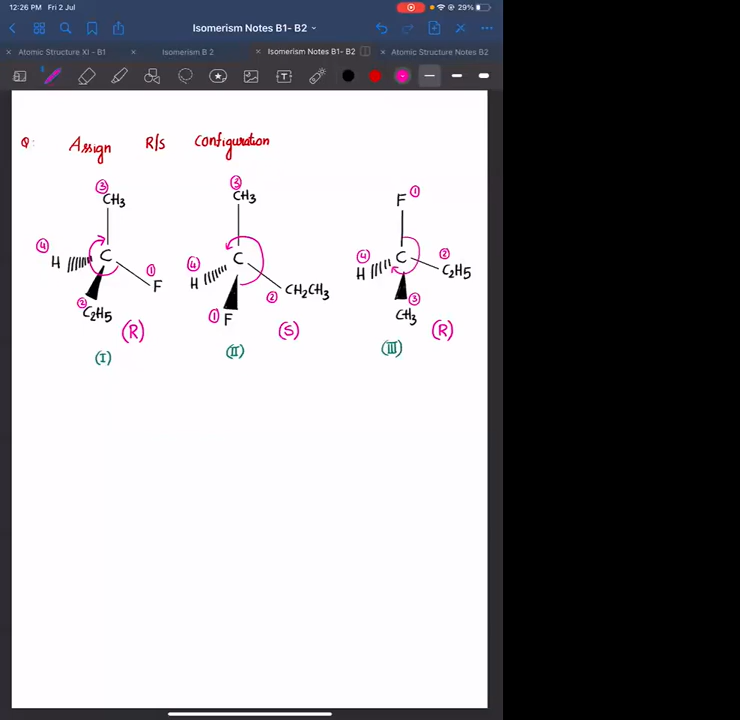 12:26 PM Fri 2 Jul
29%
Isomerism Notes B1- B2
Atomic Structure XI - B1
Isomerism B 2
Isomerism Notes B1- B2
Atomic Structure Notes B2
Q: Assign R/S Configuration
③ CH3
④ H C ① F
② C2H5
(R)
(I)
③ CH3
④ H C ② CH2CH3
① F
(S)
(II)
F ①
④ H C ② C2H5
③ CH3
(R)
(III)